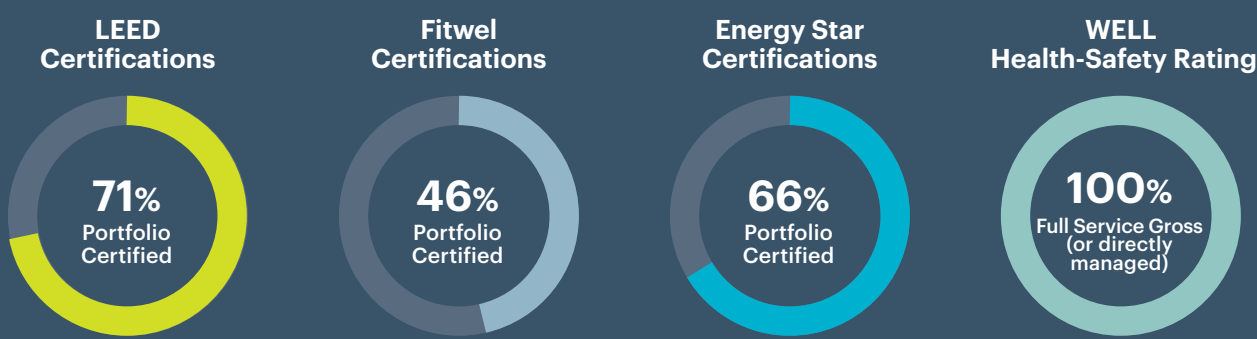 LEED
Certifications
71%
Portfolio
Certified
Fitwel
Certifications
46%
Portfolio
Certified
Energy Star
Certifications
66%
Portfolio
Certified
WELL
Health-Safety Rating
100%
Full Service Gross
(or directly
managed)